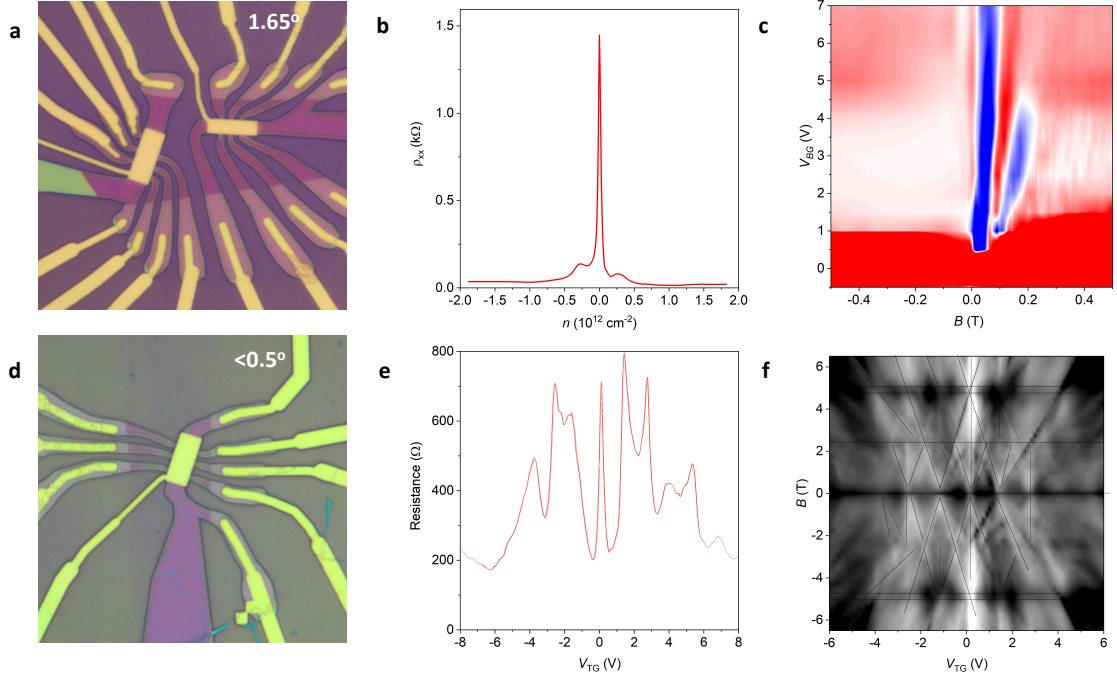 a
1.65°
b
1.5
1.0
0.5
0.0
ρxx (kΩ)
-2.0 -1.5 -1.0 -0.5 0.0 0.5 1.0 1.5 2.0
n (10¹² cm⁻²)
c
7
6
5
4
3
2
1
0
VBG (V)
-0.4 -0.2 0.0 0.2 0.4
B (T)
d
<0.5°
e
800
600
400
200
0
Resistance (Ω)
-8 -6 -4 -2 0 2 4 6 8
VTG (V)
f
6
4
2
0
-2
-4
-6
B (T)
-6 -4 -2 0 2 4 6
VTG (V)